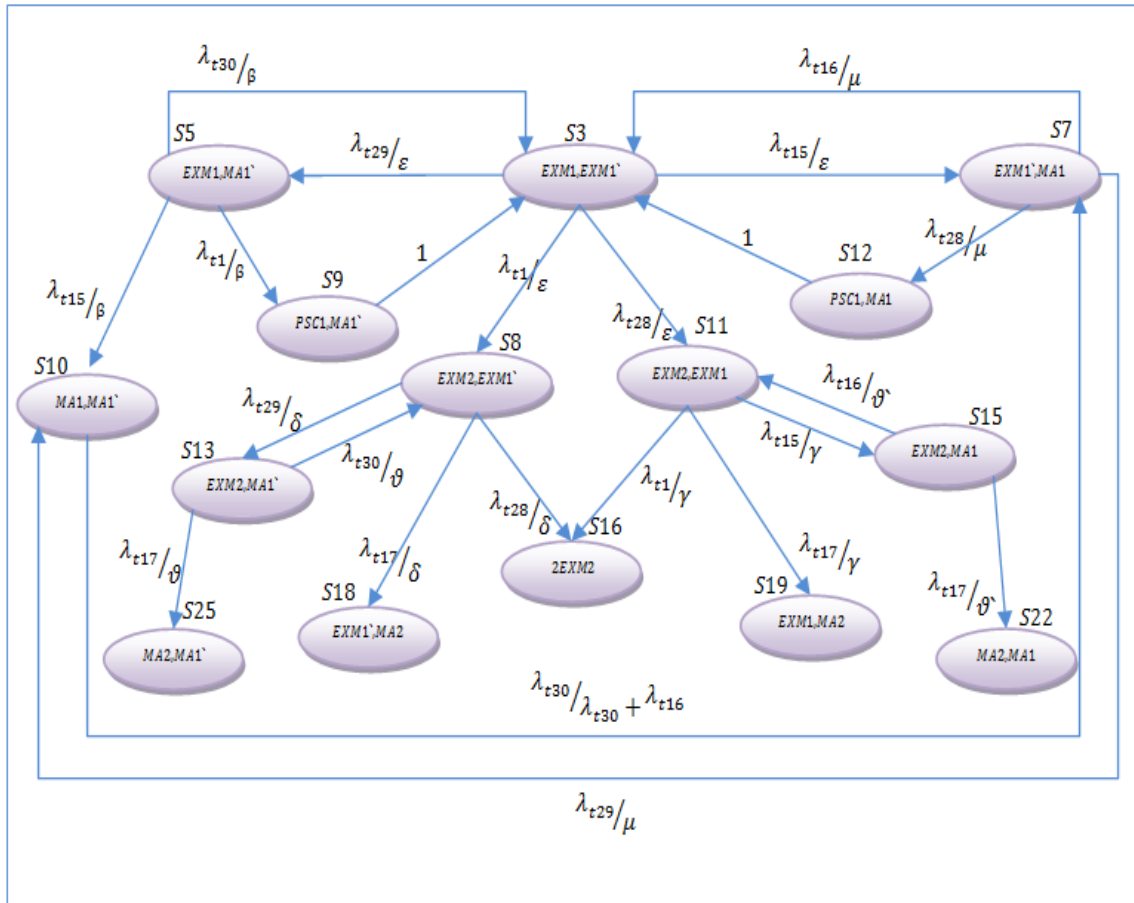 λt30/β
λt16/μ
S5
S3
S7
λt29/ε
λt15/ε
EXM1,MA1`
EXM1,EXM1`
EXM1`,MA1
λt1/β
1
λt1/ε
1
λt28/μ
S9
S12
λt15/β
PSC1,MA1`
PSC1,MA1
λt28/ε
S11
S8
S10
EXM2,EXM1`
EXM2,EXM1
λt16/ϑ`
MA1,MA1`
λt29/δ
S15
S13
λt30/ϑ
λt15/γ
EXM2,MA1
EXM2,MA1`
λt28/δ
λt1/γ
S16
λt17/ϑ
λt17/δ
2EXM2
λt17/γ
λt17/ϑ`
S25
S18
S19
S22
MA2,MA1`
EXM1`,MA2
EXM1,MA2
MA2,MA1
λt30/λt30 + λt16
λt29/μ